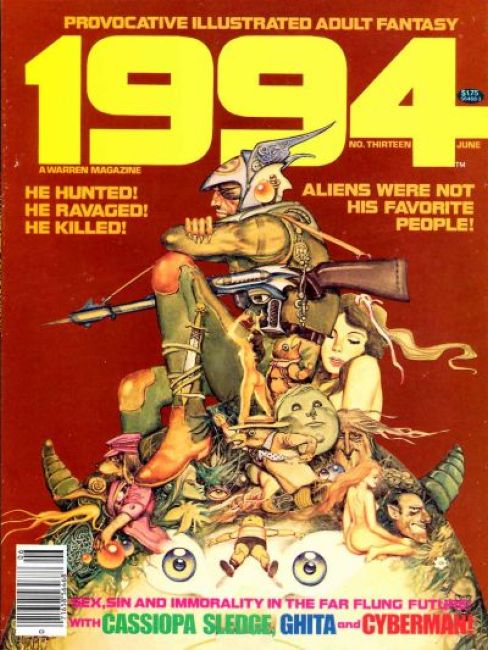 PROVOCATIVE ILLUSTRATED ADULT FANTASY
1994
$1.75
NO. THIRTEEN
JUNE
TM
A WARREN MAGAZINE
HE HUNTED!
HE RAVAGED!
HE KILLED!
ALIENS WERE NOT
HIS FAVORITE
PEOPLE!
SEX, SIN AND IMMORALITY IN THE FAR FLUNG FUTURE!
WITH CASSIOPA SLEDGE, GHITA and CYBERMAN!